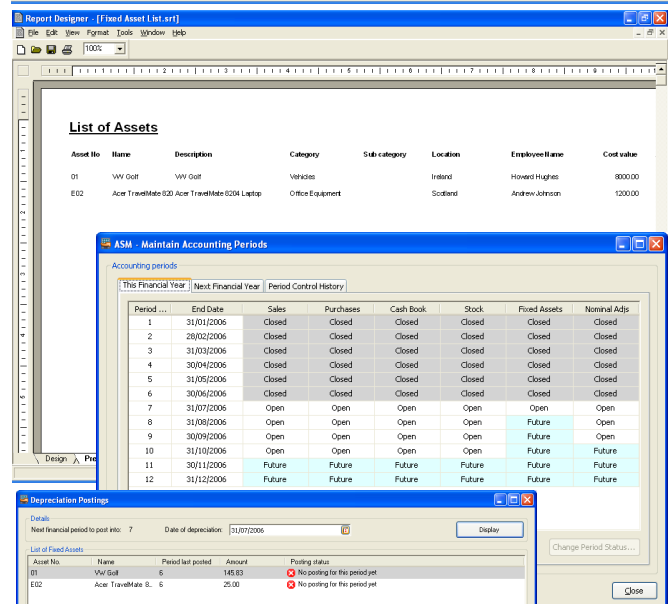 Report Designer - [Fixed Asset List.srt]
File Edit View Format Tools Window Help
100%
List of Assets
Asset No Name Description Category Sub category Location Employee Name Cost value
01 VW Golf VW Golf Vehicles Ireland Howard Hughes 8000.00
E02 Acer TravelMate 820 Acer TravelMate 8204 Laptop Office Equipment Scotland Andrew Johnson 1200.00
ASM - Maintain Accounting Periods
Accounting periods
This Financial Year Next Financial Year Period Control History
Period ... End Date Sales Purchases Cash Book Stock Fixed Assets Nominal Adjs
1 31/01/2006 Closed Closed Closed Closed Closed Closed
2 28/02/2006 Closed Closed Closed Closed Closed Closed
3 31/03/2006 Closed Closed Closed Closed Closed Closed
4 30/04/2006 Closed Closed Closed Closed Closed Closed
5 31/05/2006 Closed Closed Closed Closed Closed Closed
6 30/06/2006 Closed Closed Closed Closed Closed Closed
7 31/07/2006 Open Open Open Open Open Open
8 31/08/2006 Open Open Open Open Future Open
9 30/09/2006 Open Open Open Open Future Open
10 31/10/2006 Open Open Open Open Future Future
11 30/11/2006 Future Future Future Future Future Future
12 31/12/2006 Future Future Future Future Future Future
Change Period Status...
Close
Design Pre
Depreciation Postings
Details
Next financial period to post into: 7 Date of depreciation: 31/07/2006 Display
List of Fixed Assets
Asset No. Name Period last posted Amount Posting status
01 VW Golf 6 145.83 No posting for this period yet
E02 Acer TravelMate 8.. 6 25.00 No posting for this period yet